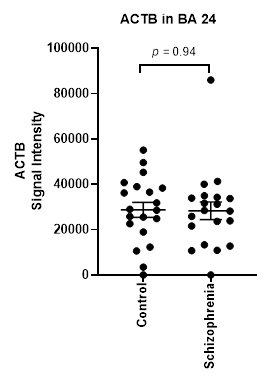 ACTB in BA 24
p = 0.94
100000
80000
60000
40000
20000
0
ACTB
Signal Intensity
Control
Schizophrenia